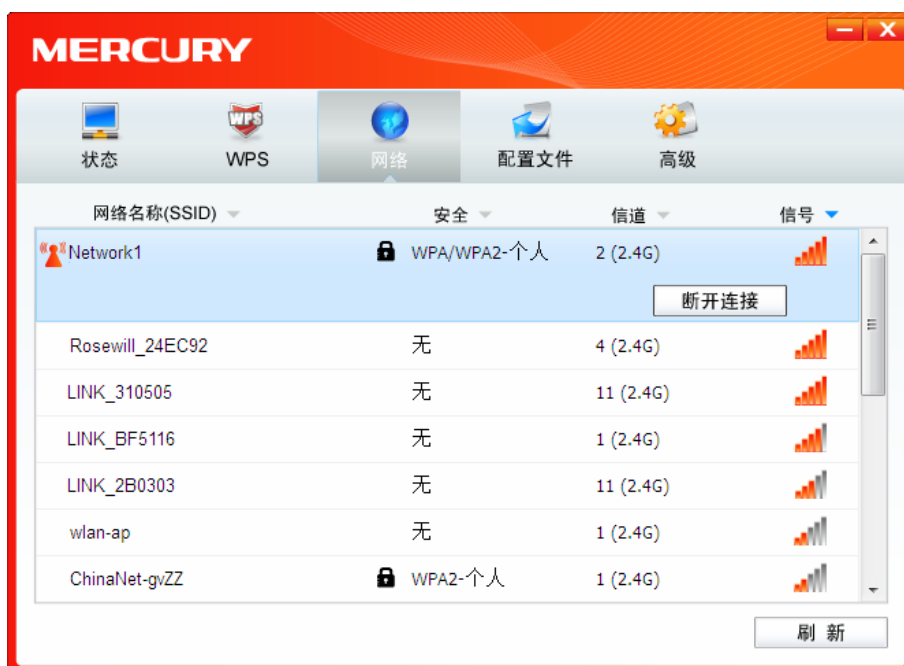 MERCURY
状态 WPS 网络 配置文件 高级
网络名称(SSID) 安全 信道 信号
Network1 WPA/WPA2-个人 2 (2.4G)
断开连接
Rosewill_24EC92 无 4 (2.4G)
LINK_310505 无 11 (2.4G)
LINK_BF5116 无 1 (2.4G)
LINK_2B0303 无 11 (2.4G)
wlan-ap 无 1 (2.4G)
ChinaNet-gvZZ WPA2-个人 1 (2.4G)
刷 新